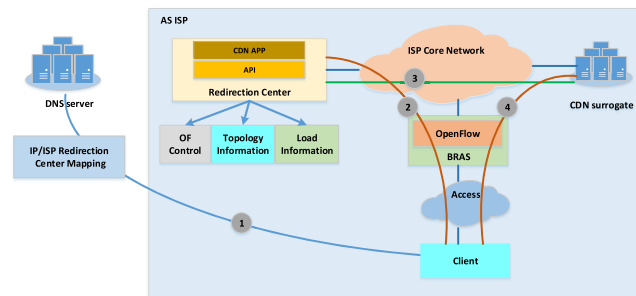 AS ISP
CDN APP
API
Redirection Center
ISP Core Network
DNS server
CDN surrogate
IP/ISP Redirection
Center Mapping
OF
Control
Topology
Information
Load
Information
OpenFlow
BRAS
Access
Client
1
2
3
4